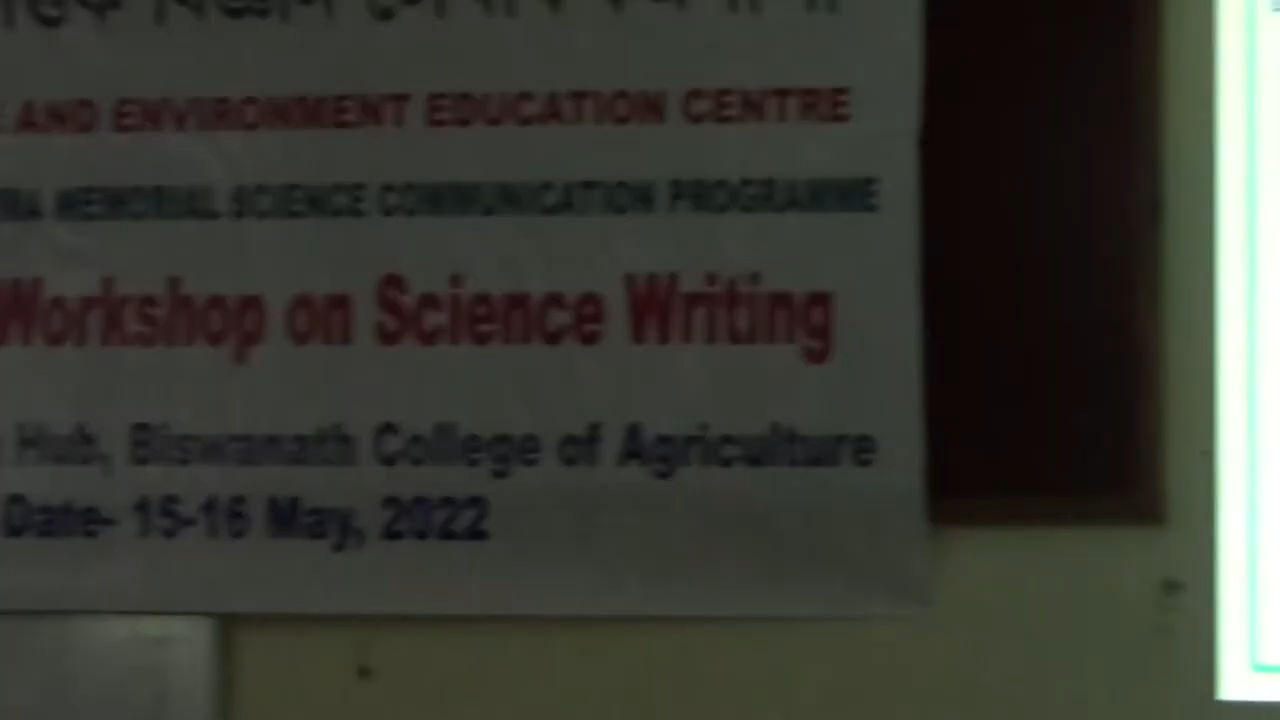 বিজ্ঞান
AND ENVIRONMENT EDUCATION CENTRE
MEMORIAL SCIENCE COMMUNICATION PROGRAMME
Workshop on Science Writing
Hub, Biswanath College of Agriculture
Date- 15-16 May, 2022